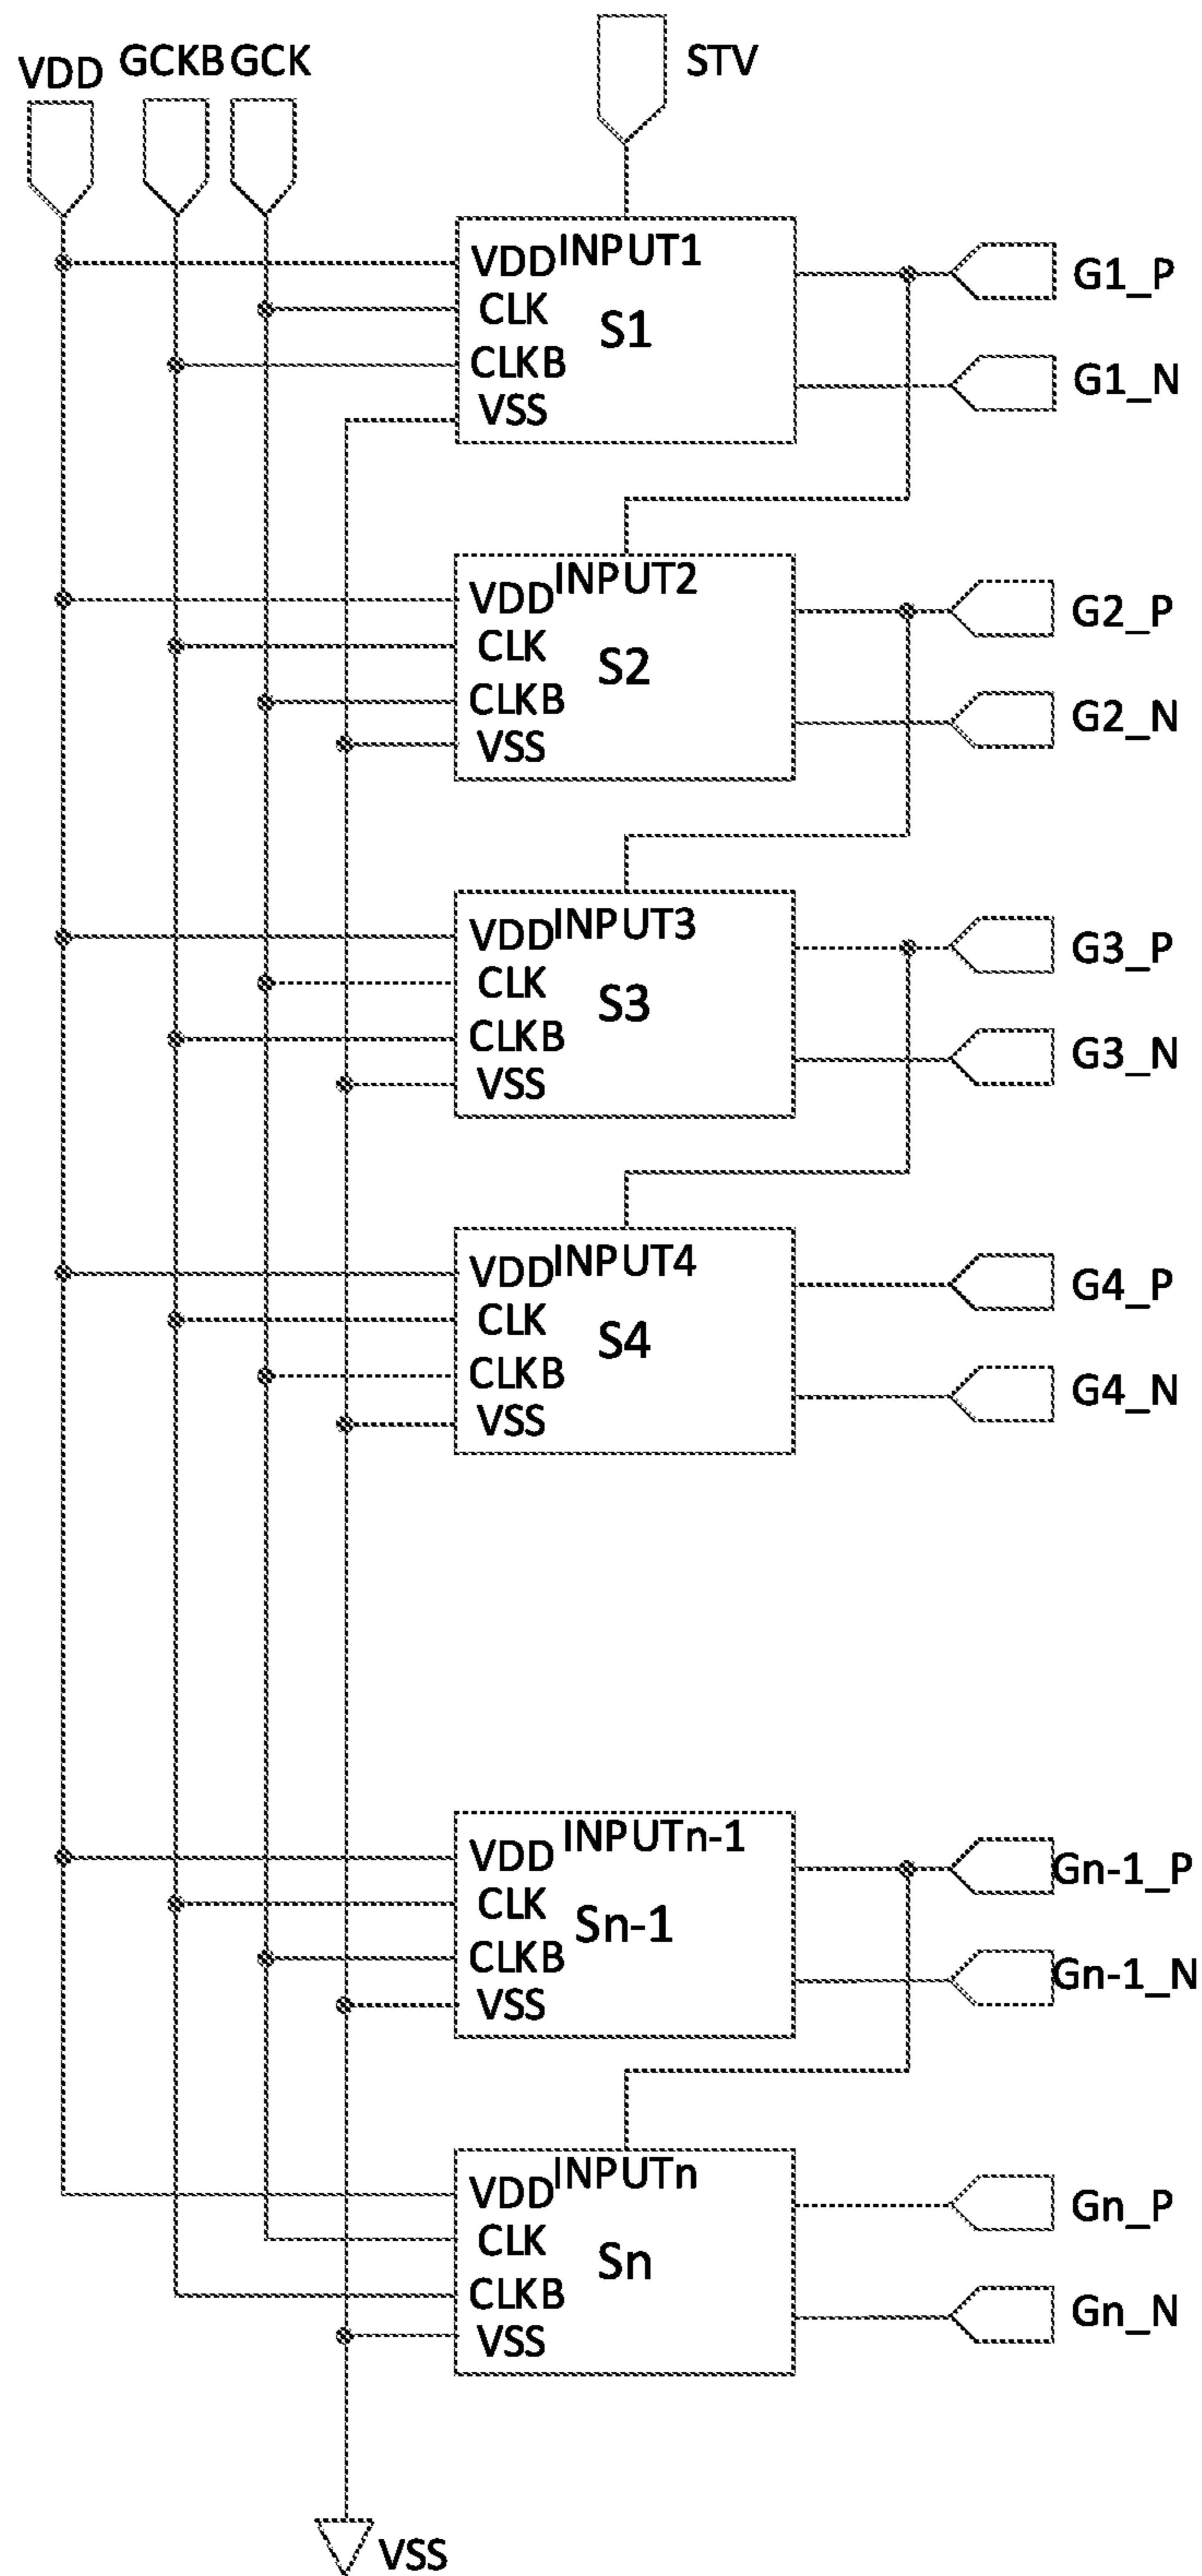 VDD GCKB GCK STV
VDD INPUT1
CLK
S1
CLKB
VSS
G1_P
G1_N
VDD INPUT2
CLK
S2
CLKB
VSS
G2_P
G2_N
VDD INPUT3
CLK
S3
CLKB
VSS
G3_P
G3_N
VDD INPUT4
CLK
S4
CLKB
VSS
G4_P
G4_N
VDD INPUTn-1
CLK
Sn-1
CLKB
VSS
Gn-1_P
Gn-1_N
VDD INPUTn
CLK
Sn
CLKB
VSS
Gn_P
Gn_N
VSS